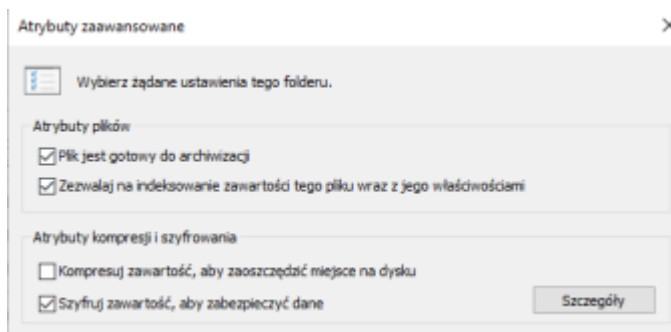 Atrybuty zaawansowane
Wybierz żądane ustawienia tego folderu.
Atrybuty plików
Plik jest gotowy do archiwizacji
Zezwalaj na indeksowanie zawartości tego pliku wraz z jego właściwościami
Atrybuty kompresji i szyfrowania
Kompresuj zawartość, aby zaoszczędzić miejsce na dysku
Szyfruj zawartość, aby zabezpieczyć dane
Szczegóły